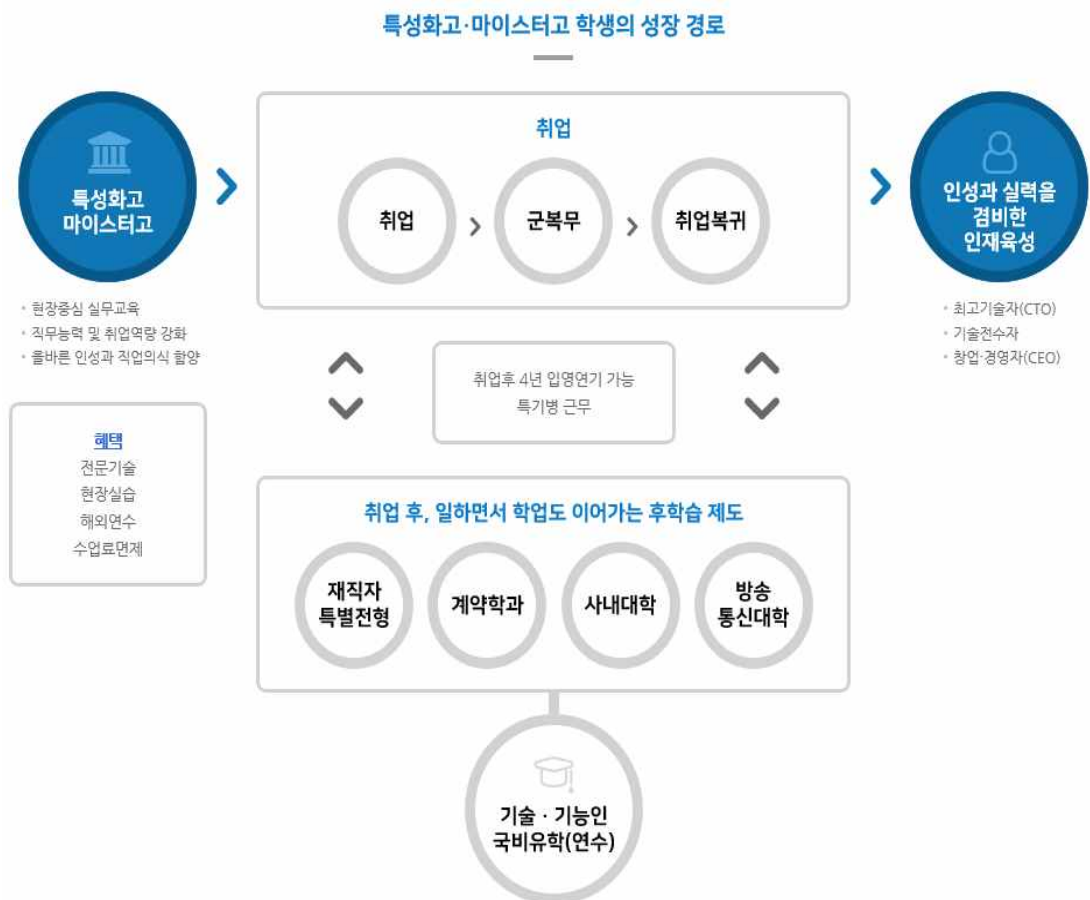 특성화고·마이스터고 학생의 성장 경로
특성화고
마이스터고
• 현장중심 실무교육
• 직무능력 및 취업역량 강화
• 올바른 인성과 직업의식 함양
혜택
전문기술
현장실습
해외연수
수업료면제
취업
취업
군복무
취업복귀
취업후 4년 입영연기 가능
특기병 근무
취업 후, 일하면서 학업도 이어가는 후학습 제도
재직자
특별전형
계약학과
사내대학
방송
통신대학
기술 · 기능인
국비유학(연수)
인성과 실력을
겸비한
인재육성
• 최고기술자(CTO)
• 기술전수자
• 창업·경영자(CEO)